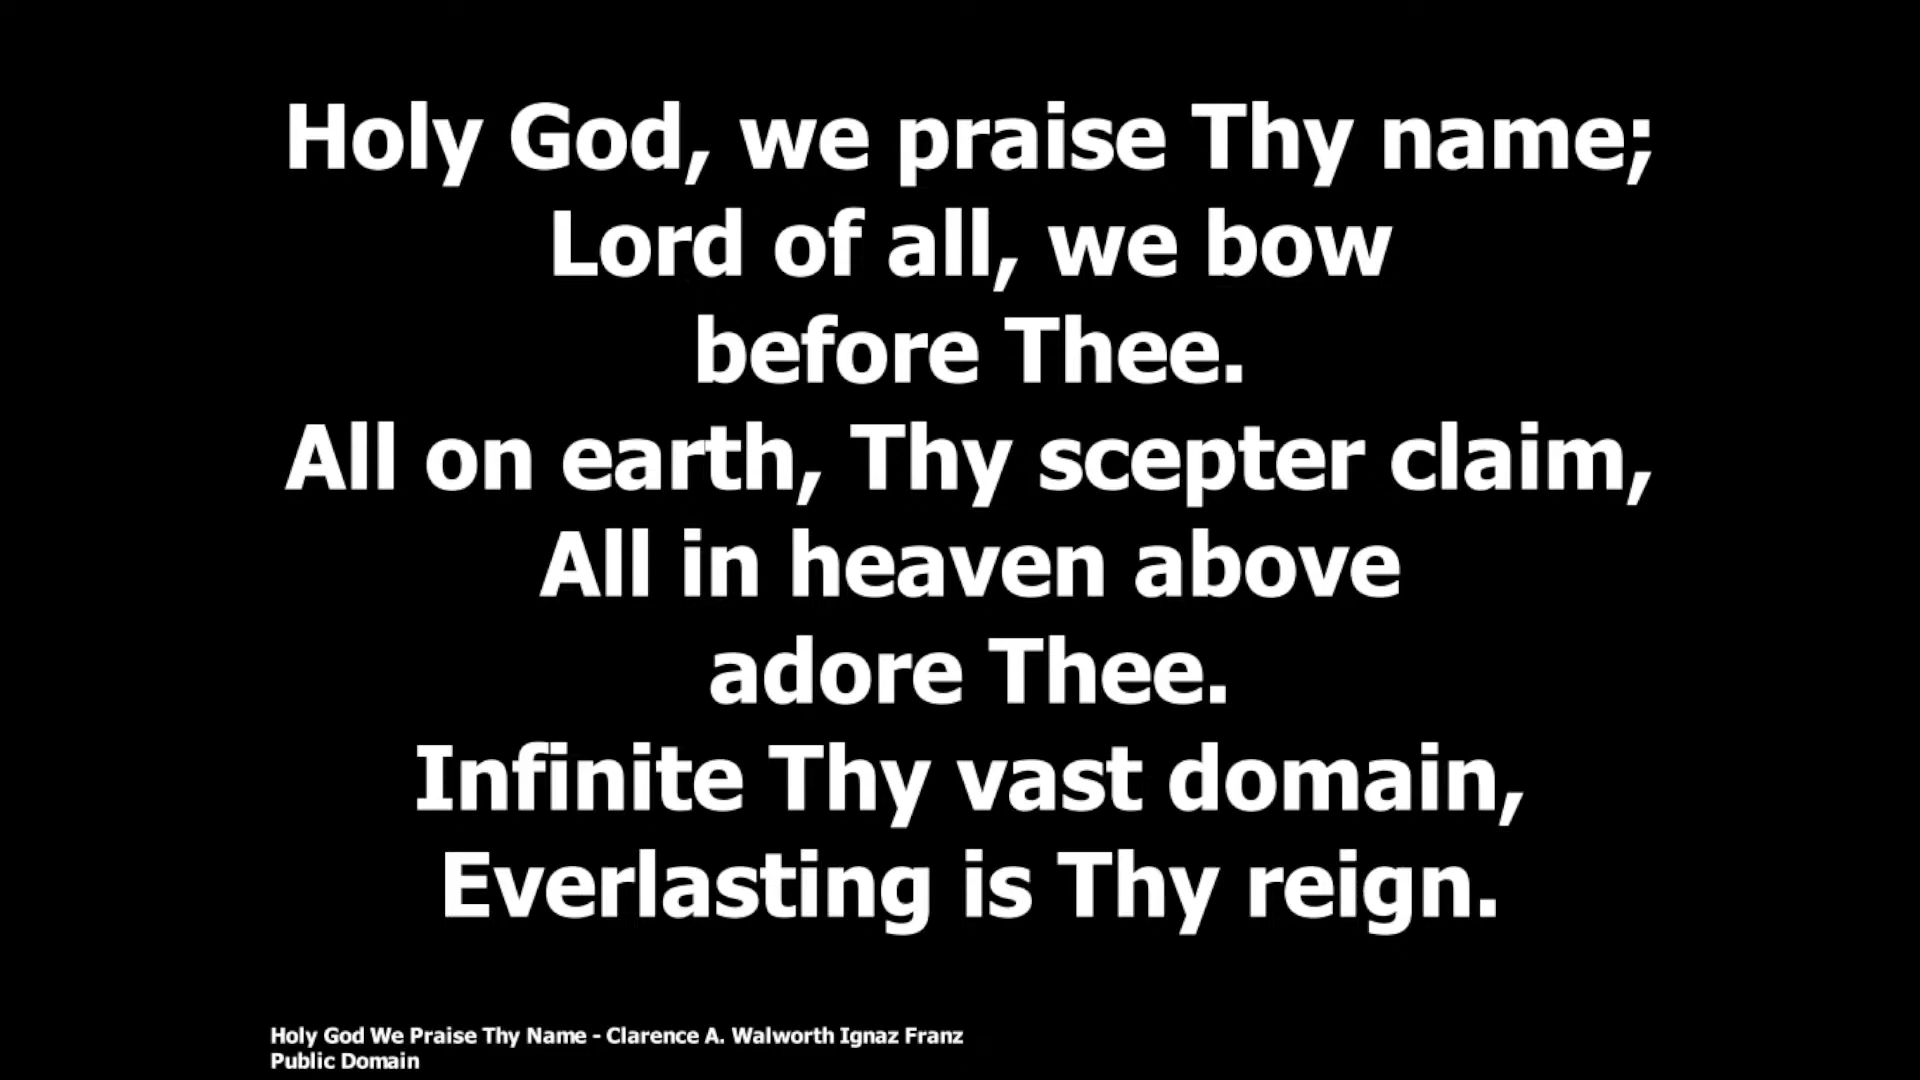 Holy God, we praise Thy name;
Lord of all, we bow
before Thee.
All on earth, Thy scepter claim,
All in heaven above
adore Thee.
Infinite Thy vast domain,
Everlasting is Thy reign.
Holy God We Praise Thy Name - Clarence A. Walworth Ignaz Franz
Public Domain